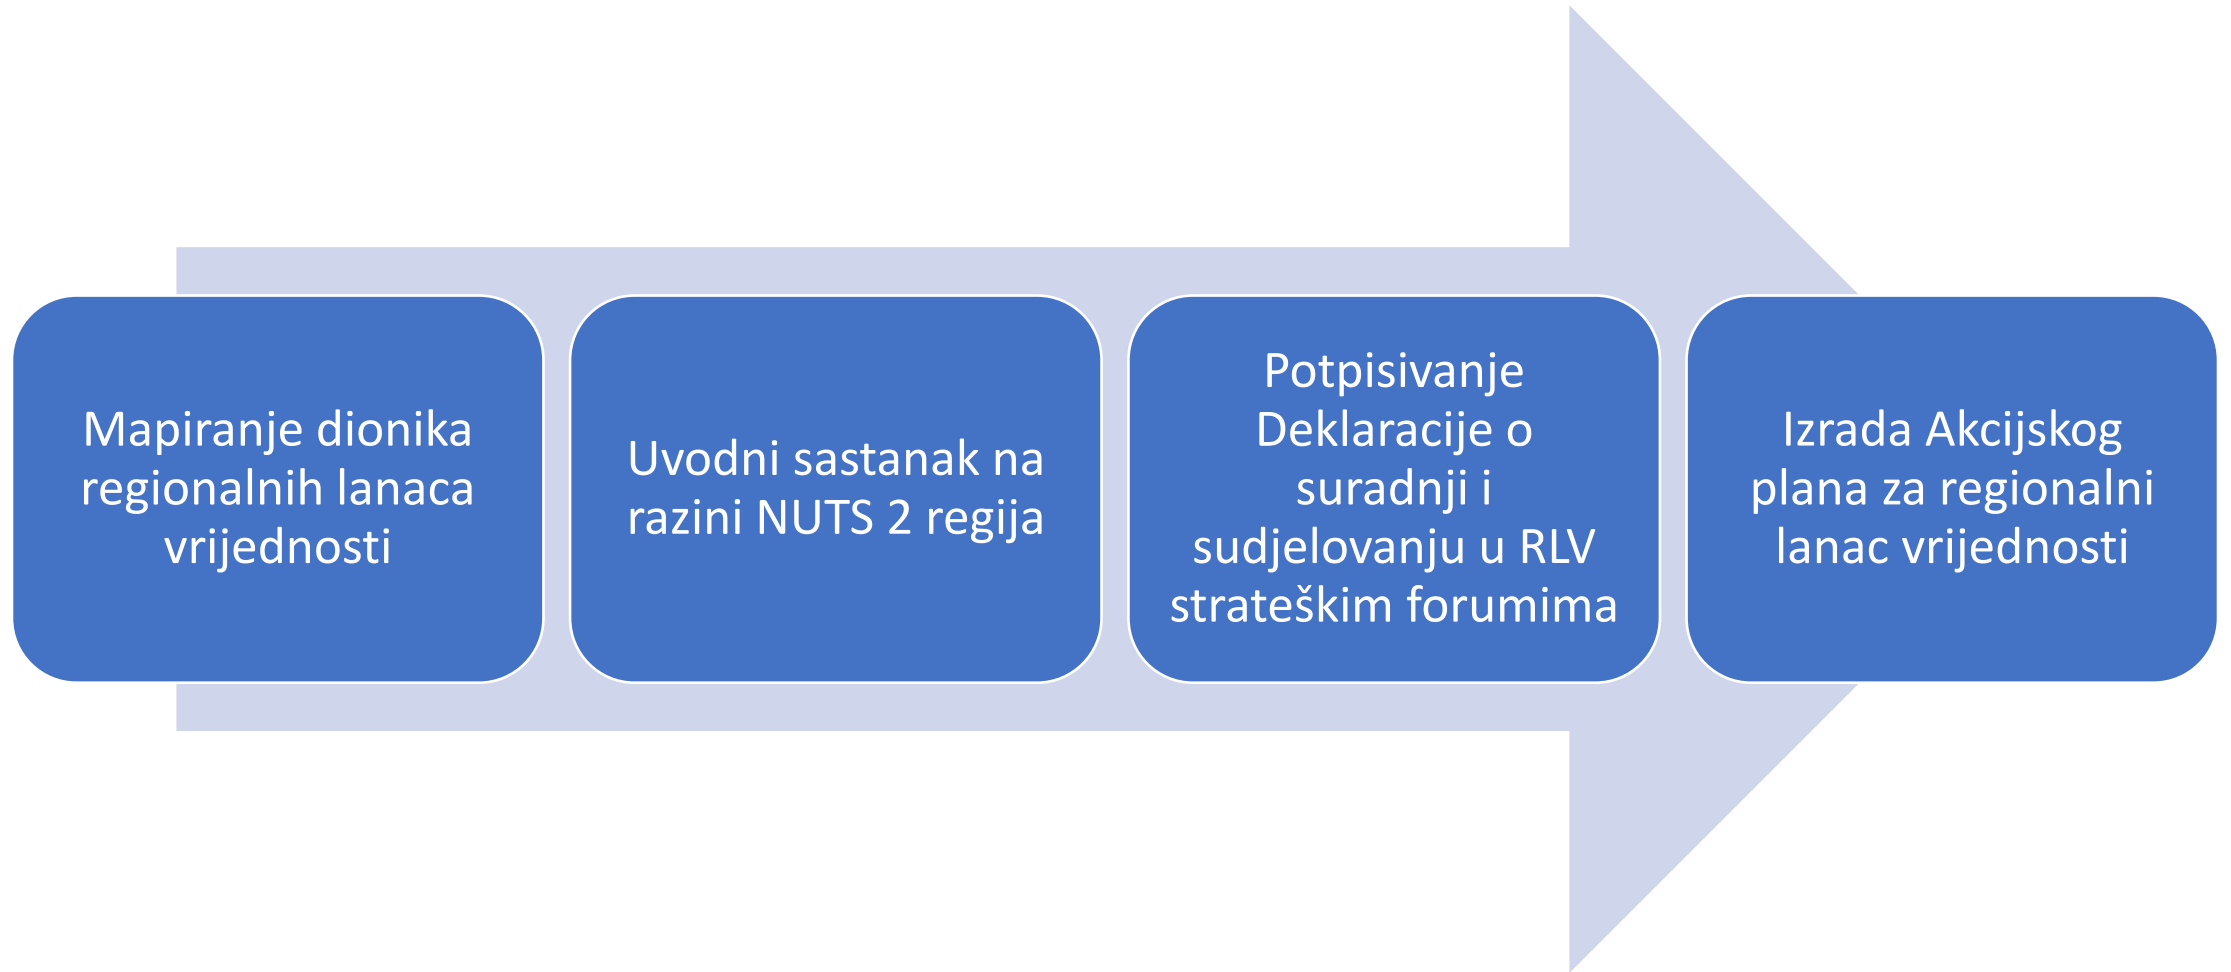 Mapiranje dionika
regionalnih lanaca
vrijednosti
Uvodni sastanak na
razini NUTS 2 regija
Potpisivanje
Deklaracije o
suradnji i
sudjelovanju u RLV
strateškim forumima
Izrada Akcijskog
plana za regionalni
lanac vrijednosti